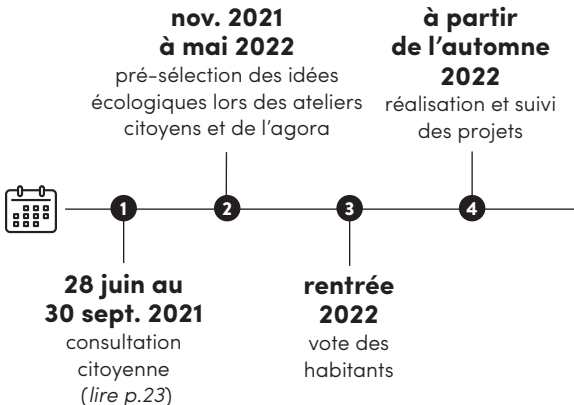 nov. 2021
à mai 2022
pré-sélection des idées
écologiques lors des ateliers
citoyens et de l'agora
à partir
de l'automne
2022
réalisation et suivi
des projets
1
2
3
4
28 juin au
30 sept. 2021
consultation
citoyenne
(lire p.23)
rentrée
2022
vote des
habitants